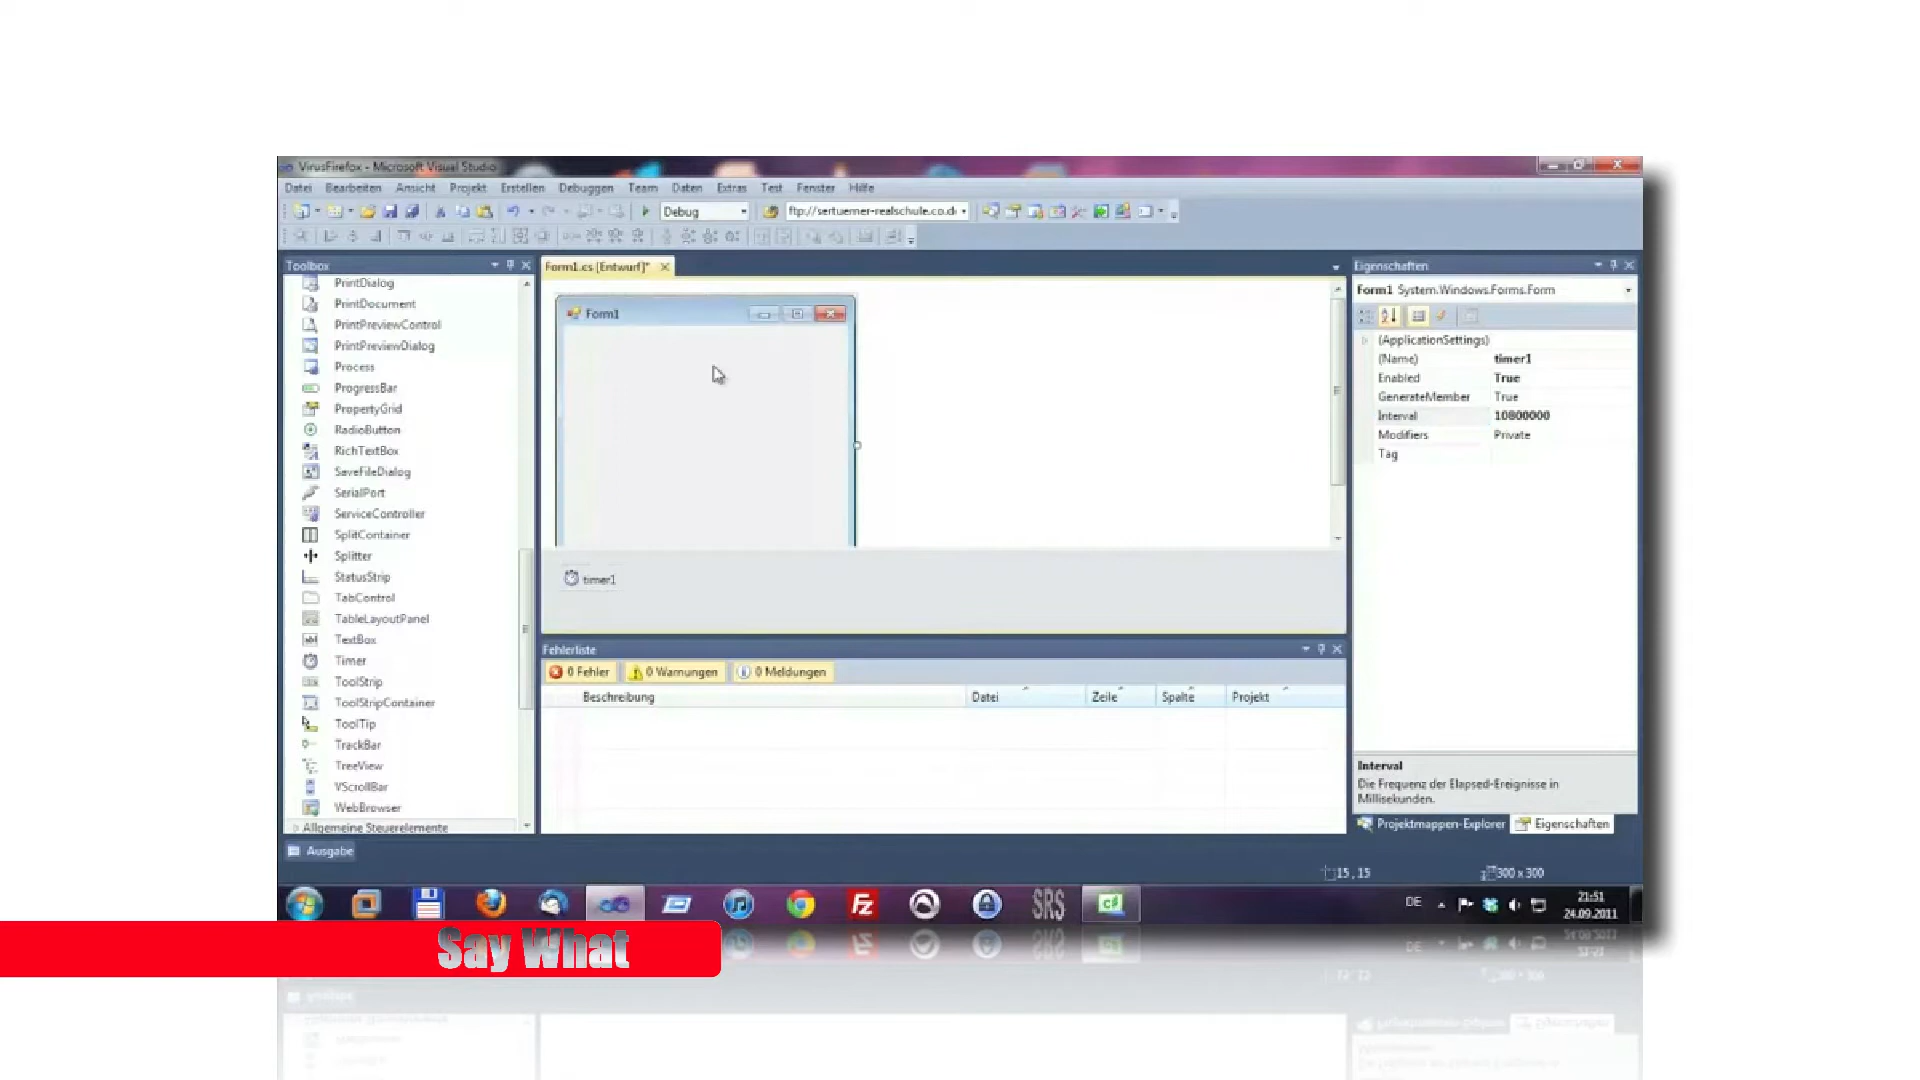 VirusFirefox - Microsoft Visual Studio
Datei Bearbeiten Ansicht Projekt Erstellen Debuggen Team Daten Extras Test Fenster Hilfe
Debug ftp://sertuerner-realschule.co.d
Toolbox
PrintDialog
PrintDocument
PrintPreviewControl
PrintPreviewDialog
Process
ProgressBar
PropertyGrid
RadioButton
RichTextBox
SaveFileDialog
SerialPort
ServiceController
SplitContainer
Splitter
StatusStrip
TabControl
TableLayoutPanel
TextBox
Timer
ToolStrip
ToolStripContainer
ToolTip
TrackBar
TreeView
VScrollBar
WebBrowser
Allgemeine Steuerelemente
Form1.cs [Entwurf]*
Form1
timer1
Fehlerliste
0 Fehler 0 Warnungen 0 Meldungen
Beschreibung Datei Zeile Spalte Projekt
Eigenschaften
Form1 System.Windows.Forms.Form
(ApplicationSettings)
(Name) timer1
Enabled True
GenerateMember True
Interval 10800000
Modifiers Private
Tag
Interval
Die Frequenz der Elapsed-Ereignisse in
Millisekunden.
Projektmappen-Explorer Eigenschaften
Ausgabe
15, 15 300 x 300
SRS
DE 21:51
24.09.2011
Say What